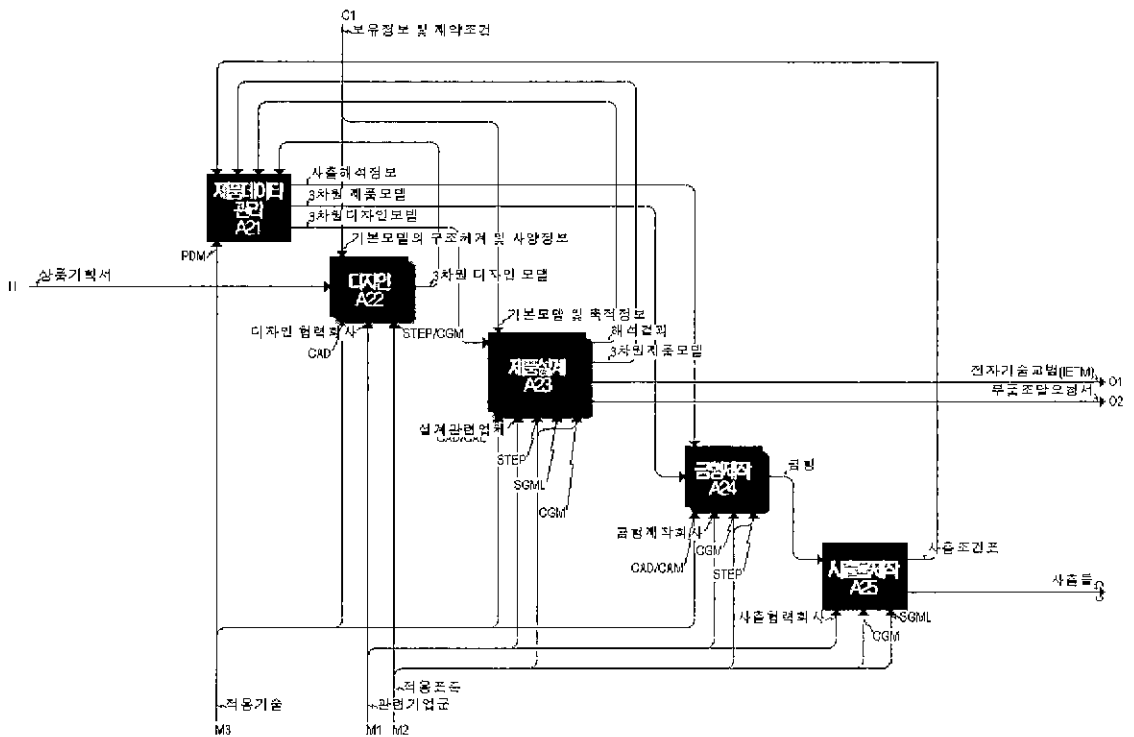 C1
보유정보 및 제약조건
사출해석정보
제품데이타
관리
A21
3차원 제품모델
3차원디자인모델
PDM
기본모델의 구조체계 및 사양정보
I1
상품기획서
디자인
A22
3차원 디자인 모델
디자인 협력회사
STEP/CGM
CAD
기본모델 및 축적정보
해석결과
3차원제품모델
제품설계
A23
전자기술교범(IETM)
O1
부품조달요청서
O2
설계관련업체
CAD/CAE
STEP
SGML
CGM
금형제작
A24
금형
금형제작회사
CGM
CAD/CAM
STEP
사출조건표
사출물제작
A25
사출물
사출협력회사
SGML
CGM
적용표준
적용기술
관련기업군
M3
M1
M2